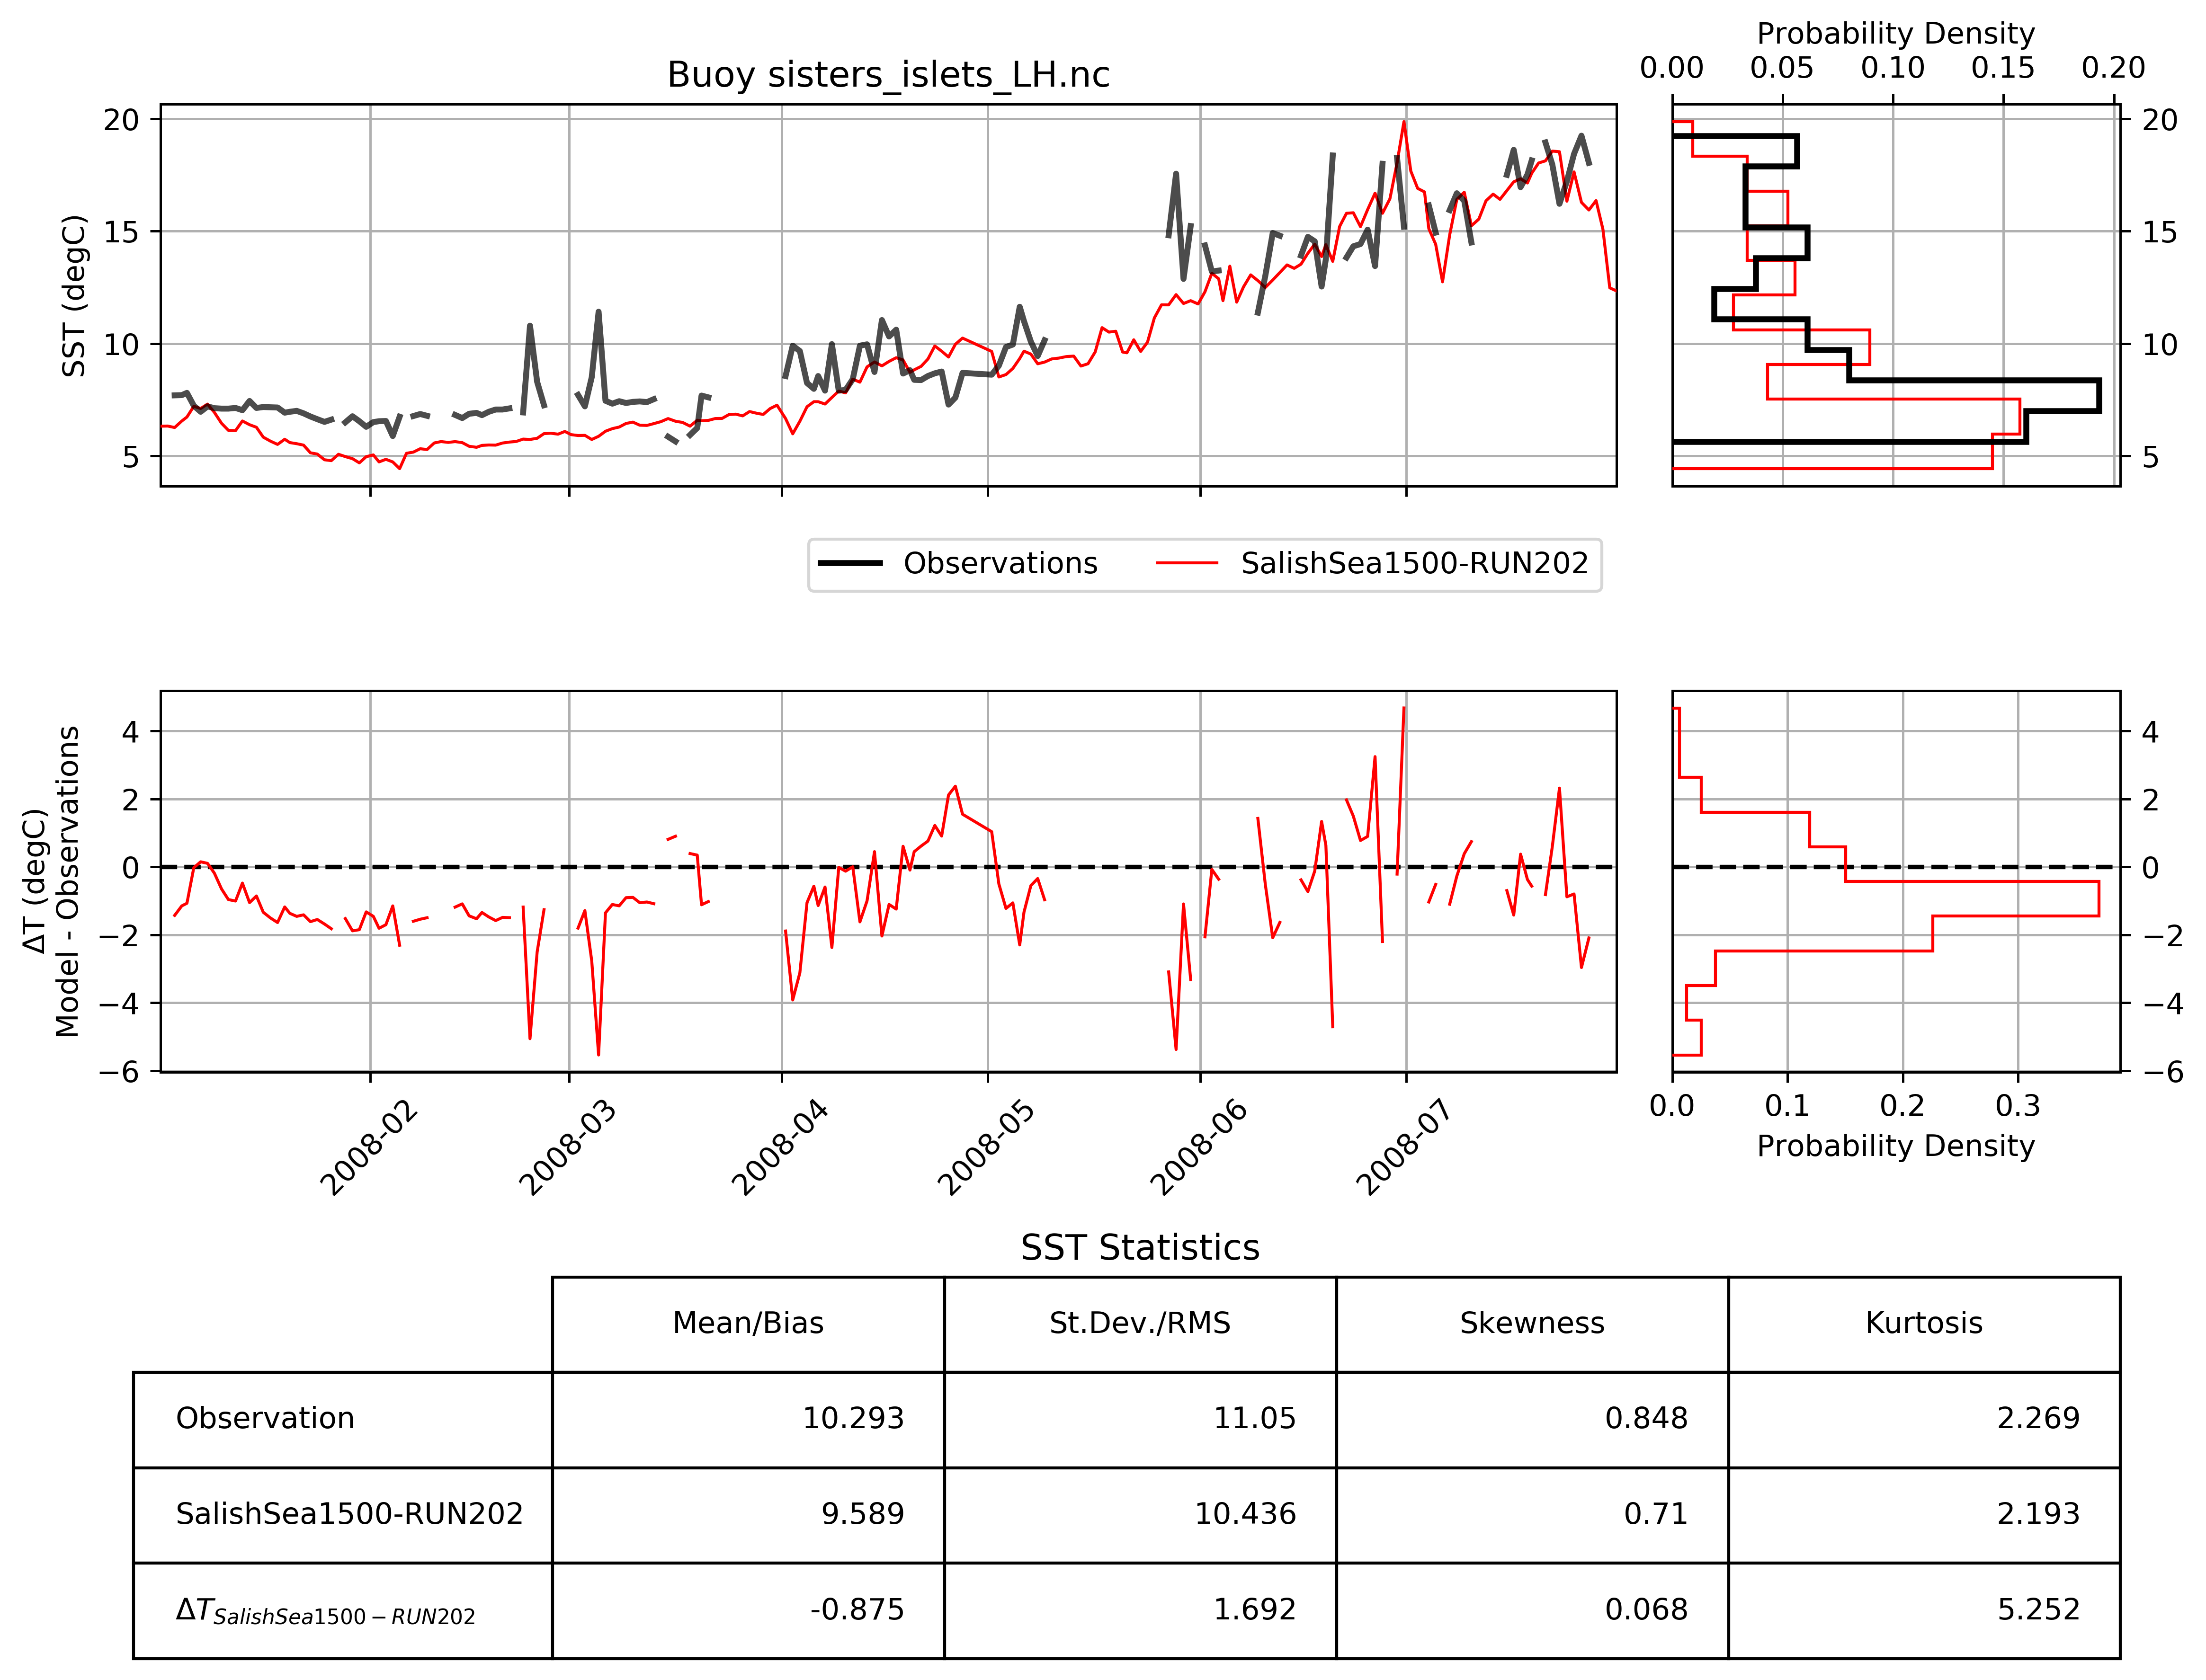 Probability Density
0.00 0.05 0.10 0.15 0.20
Buoy sisters_islets_LH.nc
20
15
10
5
SST (degC)
20
15
10
5
Observations SalishSea1500-RUN202
4
2
0
−2
−4
−6
ΔT (degC)
Model - Observations
4
2
0
−2
−4
−6
2008-02 2008-03 2008-04 2008-05 2008-06 2008-07
0.0 0.1 0.2 0.3
Probability Density
SST Statistics
Mean/Bias St.Dev./RMS Skewness Kurtosis
Observation 10.293 11.05 0.848 2.269
SalishSea1500-RUN202 9.589 10.436 0.71 2.193
ΔT SalishSea1500−RUN202 -0.875 1.692 0.068 5.252